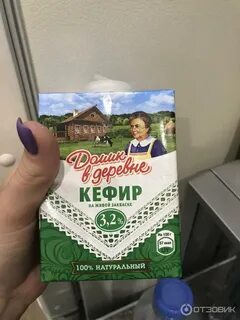 Домик
в деревне
КЕФИР
НА ЖИВОЙ ЗАКВАСКЕ
3,2%
100% НАТУРАЛЬНЫЙ
ОТЗОВИК